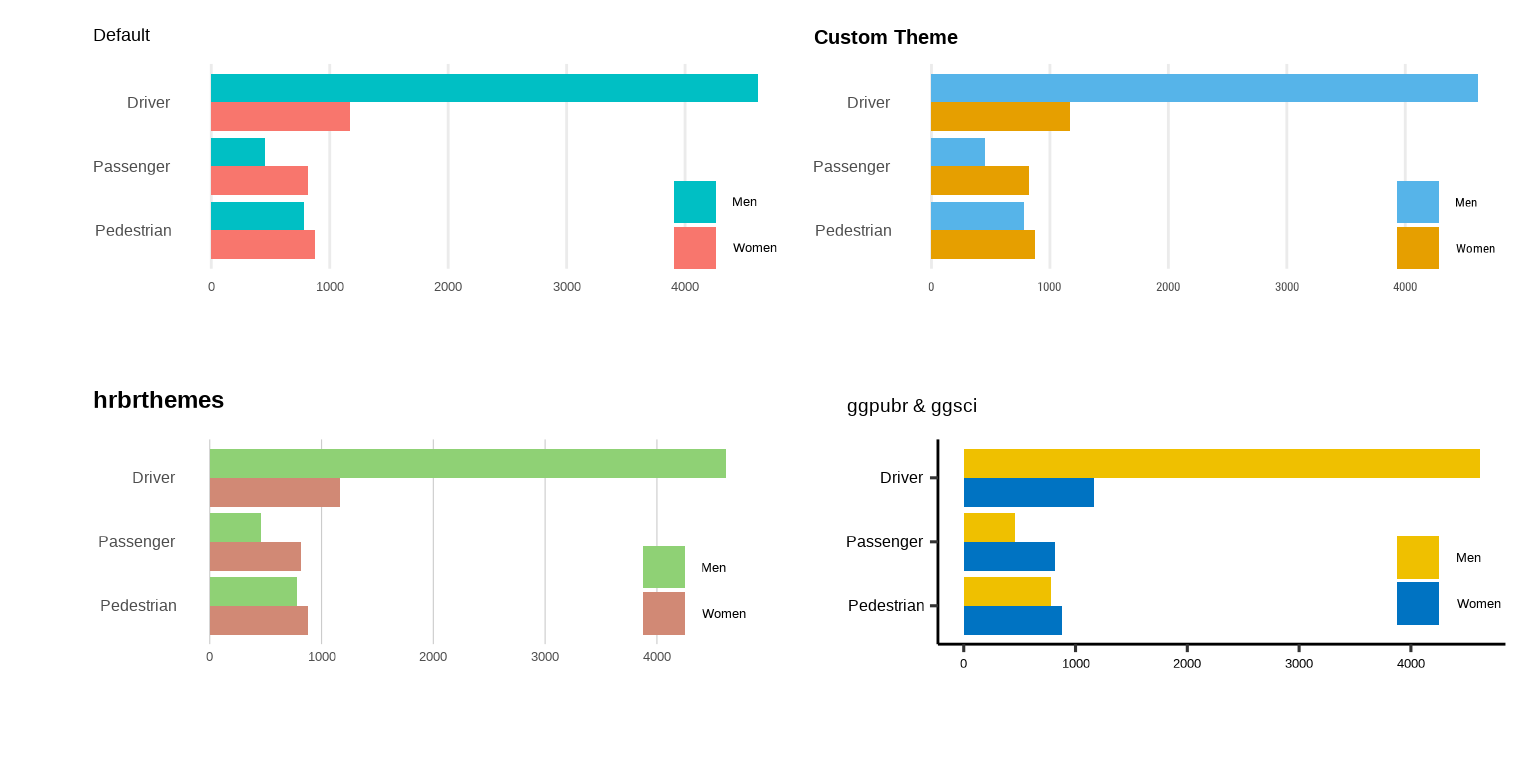 Default
Driver
Passenger
Pedestrian
Men
Women
0 1000 2000 3000 4000
Custom Theme
Driver
Passenger
Pedestrian
Men
Women
0 1000 2000 3000 4000
hrbrthemes
Driver
Passenger
Pedestrian
Men
Women
0 1000 2000 3000 4000
ggpubr & ggsci
Driver
Passenger
Pedestrian
Men
Women
0 1000 2000 3000 4000